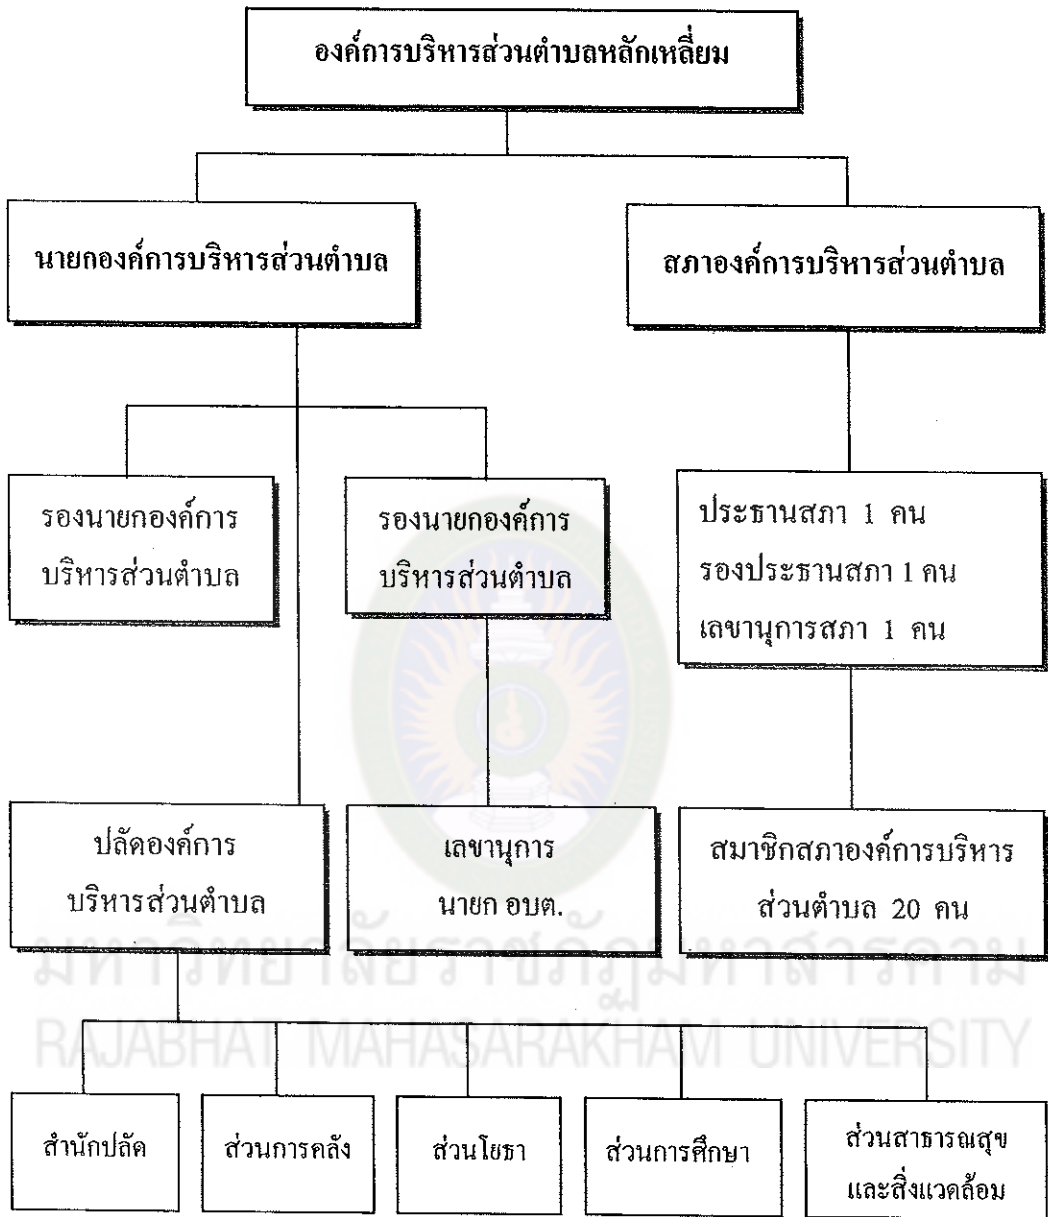 องค์การบริหารส่วนตำบลหลักเหลี่ยม
นายกองค์การบริหารส่วนตำบล
สภาองค์การบริหารส่วนตำบล
รองนายกองค์การ
บริหารส่วนตำบล
รองนายกองค์การ
บริหารส่วนตำบล
ประธานสภา 1 คน
รองประธานสภา 1 คน
เลขานุการสภา 1 คน
ปลัดองค์การ
บริหารส่วนตำบล
เลขานุการ
นายก อบต.
สมาชิกสภาองค์การบริหาร
ส่วนตำบล 20 คน
มหาวิทยาลัยราชภัฏมหาสารคาม
RAJABHAT MAHASARAKHAM UNIVERSITY
สำนักปลัด
ส่วนการคลัง
ส่วนโยธา
ส่วนการศึกษา
ส่วนสาธารณสุข
และสิ่งแวดล้อม